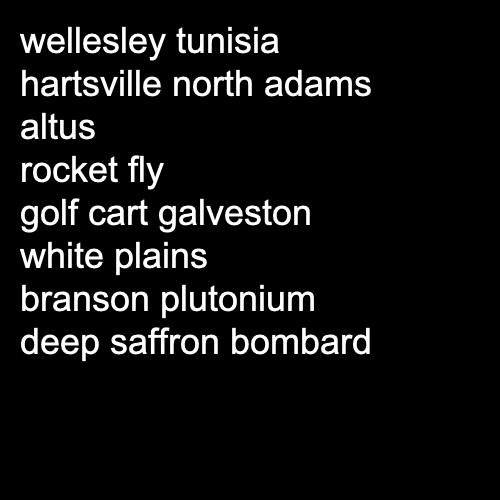 wellesley tunisia
hartsville north adams
altus
rocket fly
golf cart galveston
white plains
branson plutonium
deep saffron bombard